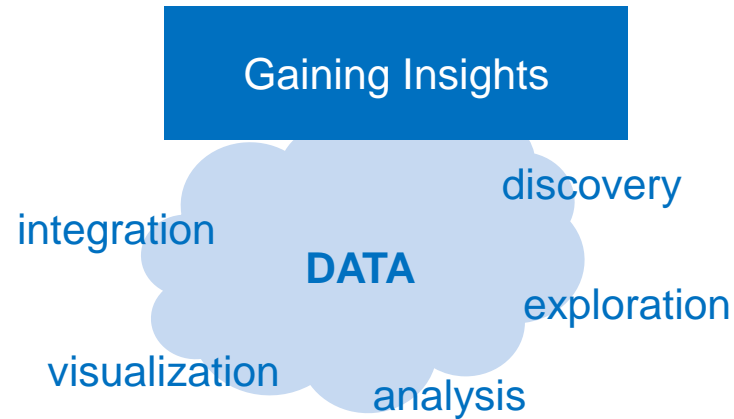 Gaining Insights
discovery
integration
DATA
exploration
visualization
analysis